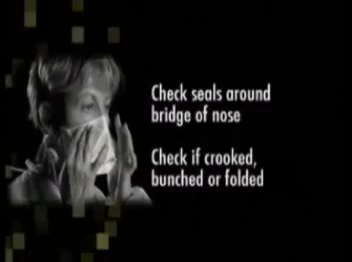 Check seals around
bridge of nose
Check if crooked,
bunched or folded